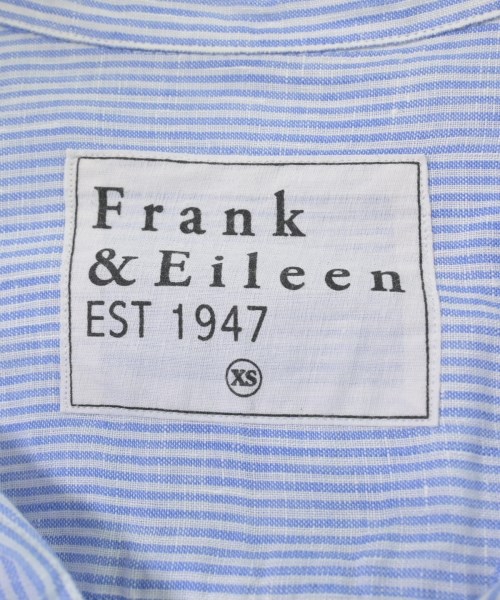 Frank
& Eileen
EST 1947
XS